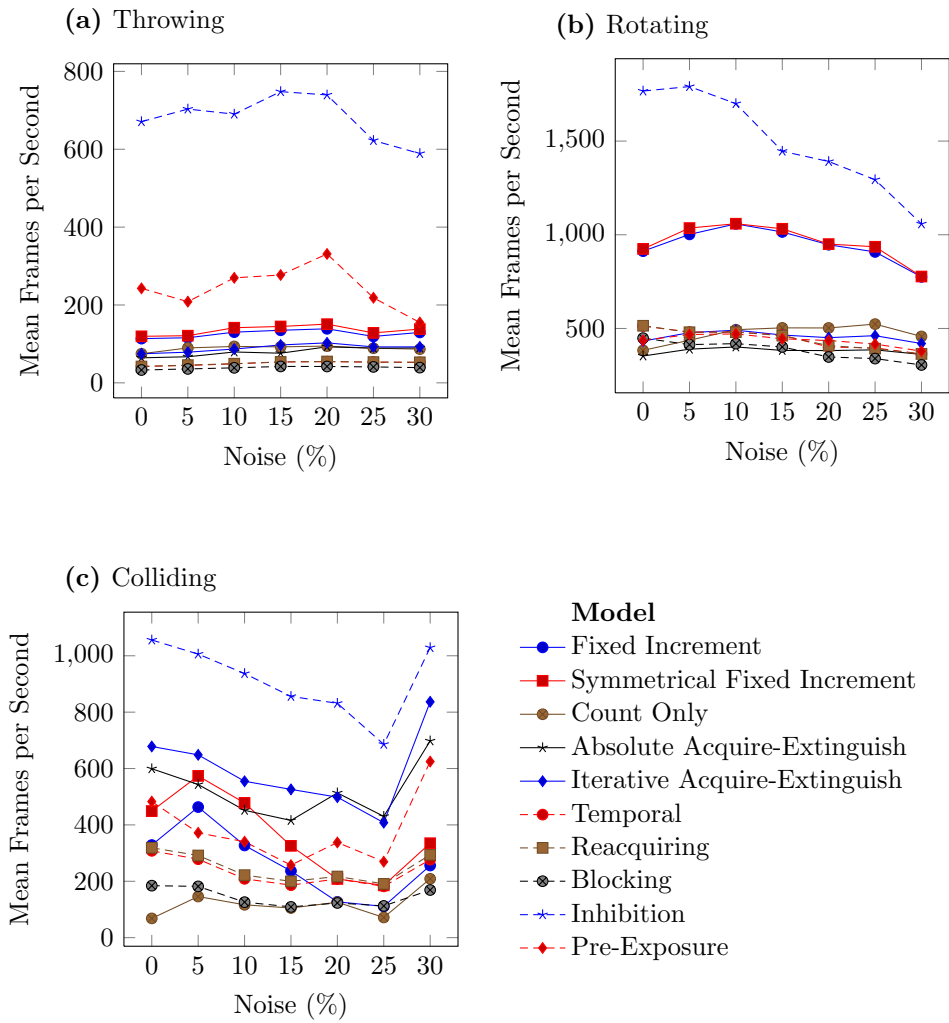 (a) Throwing
Mean Frames per Second
800
600
400
200
0
0 5 10 15 20 25 30
Noise (%)
(b) Rotating
Mean Frames per Second
1,500
1,000
500
0 5 10 15 20 25 30
Noise (%)
(c) Colliding
Mean Frames per Second
1,000
800
600
400
200
0
0 5 10 15 20 25 30
Noise (%)
Model
Fixed Increment
Symmetrical Fixed Increment
Count Only
Absolute Acquire-Extinguish
Iterative Acquire-Extinguish
Temporal
Reacquiring
Blocking
Inhibition
Pre-Exposure